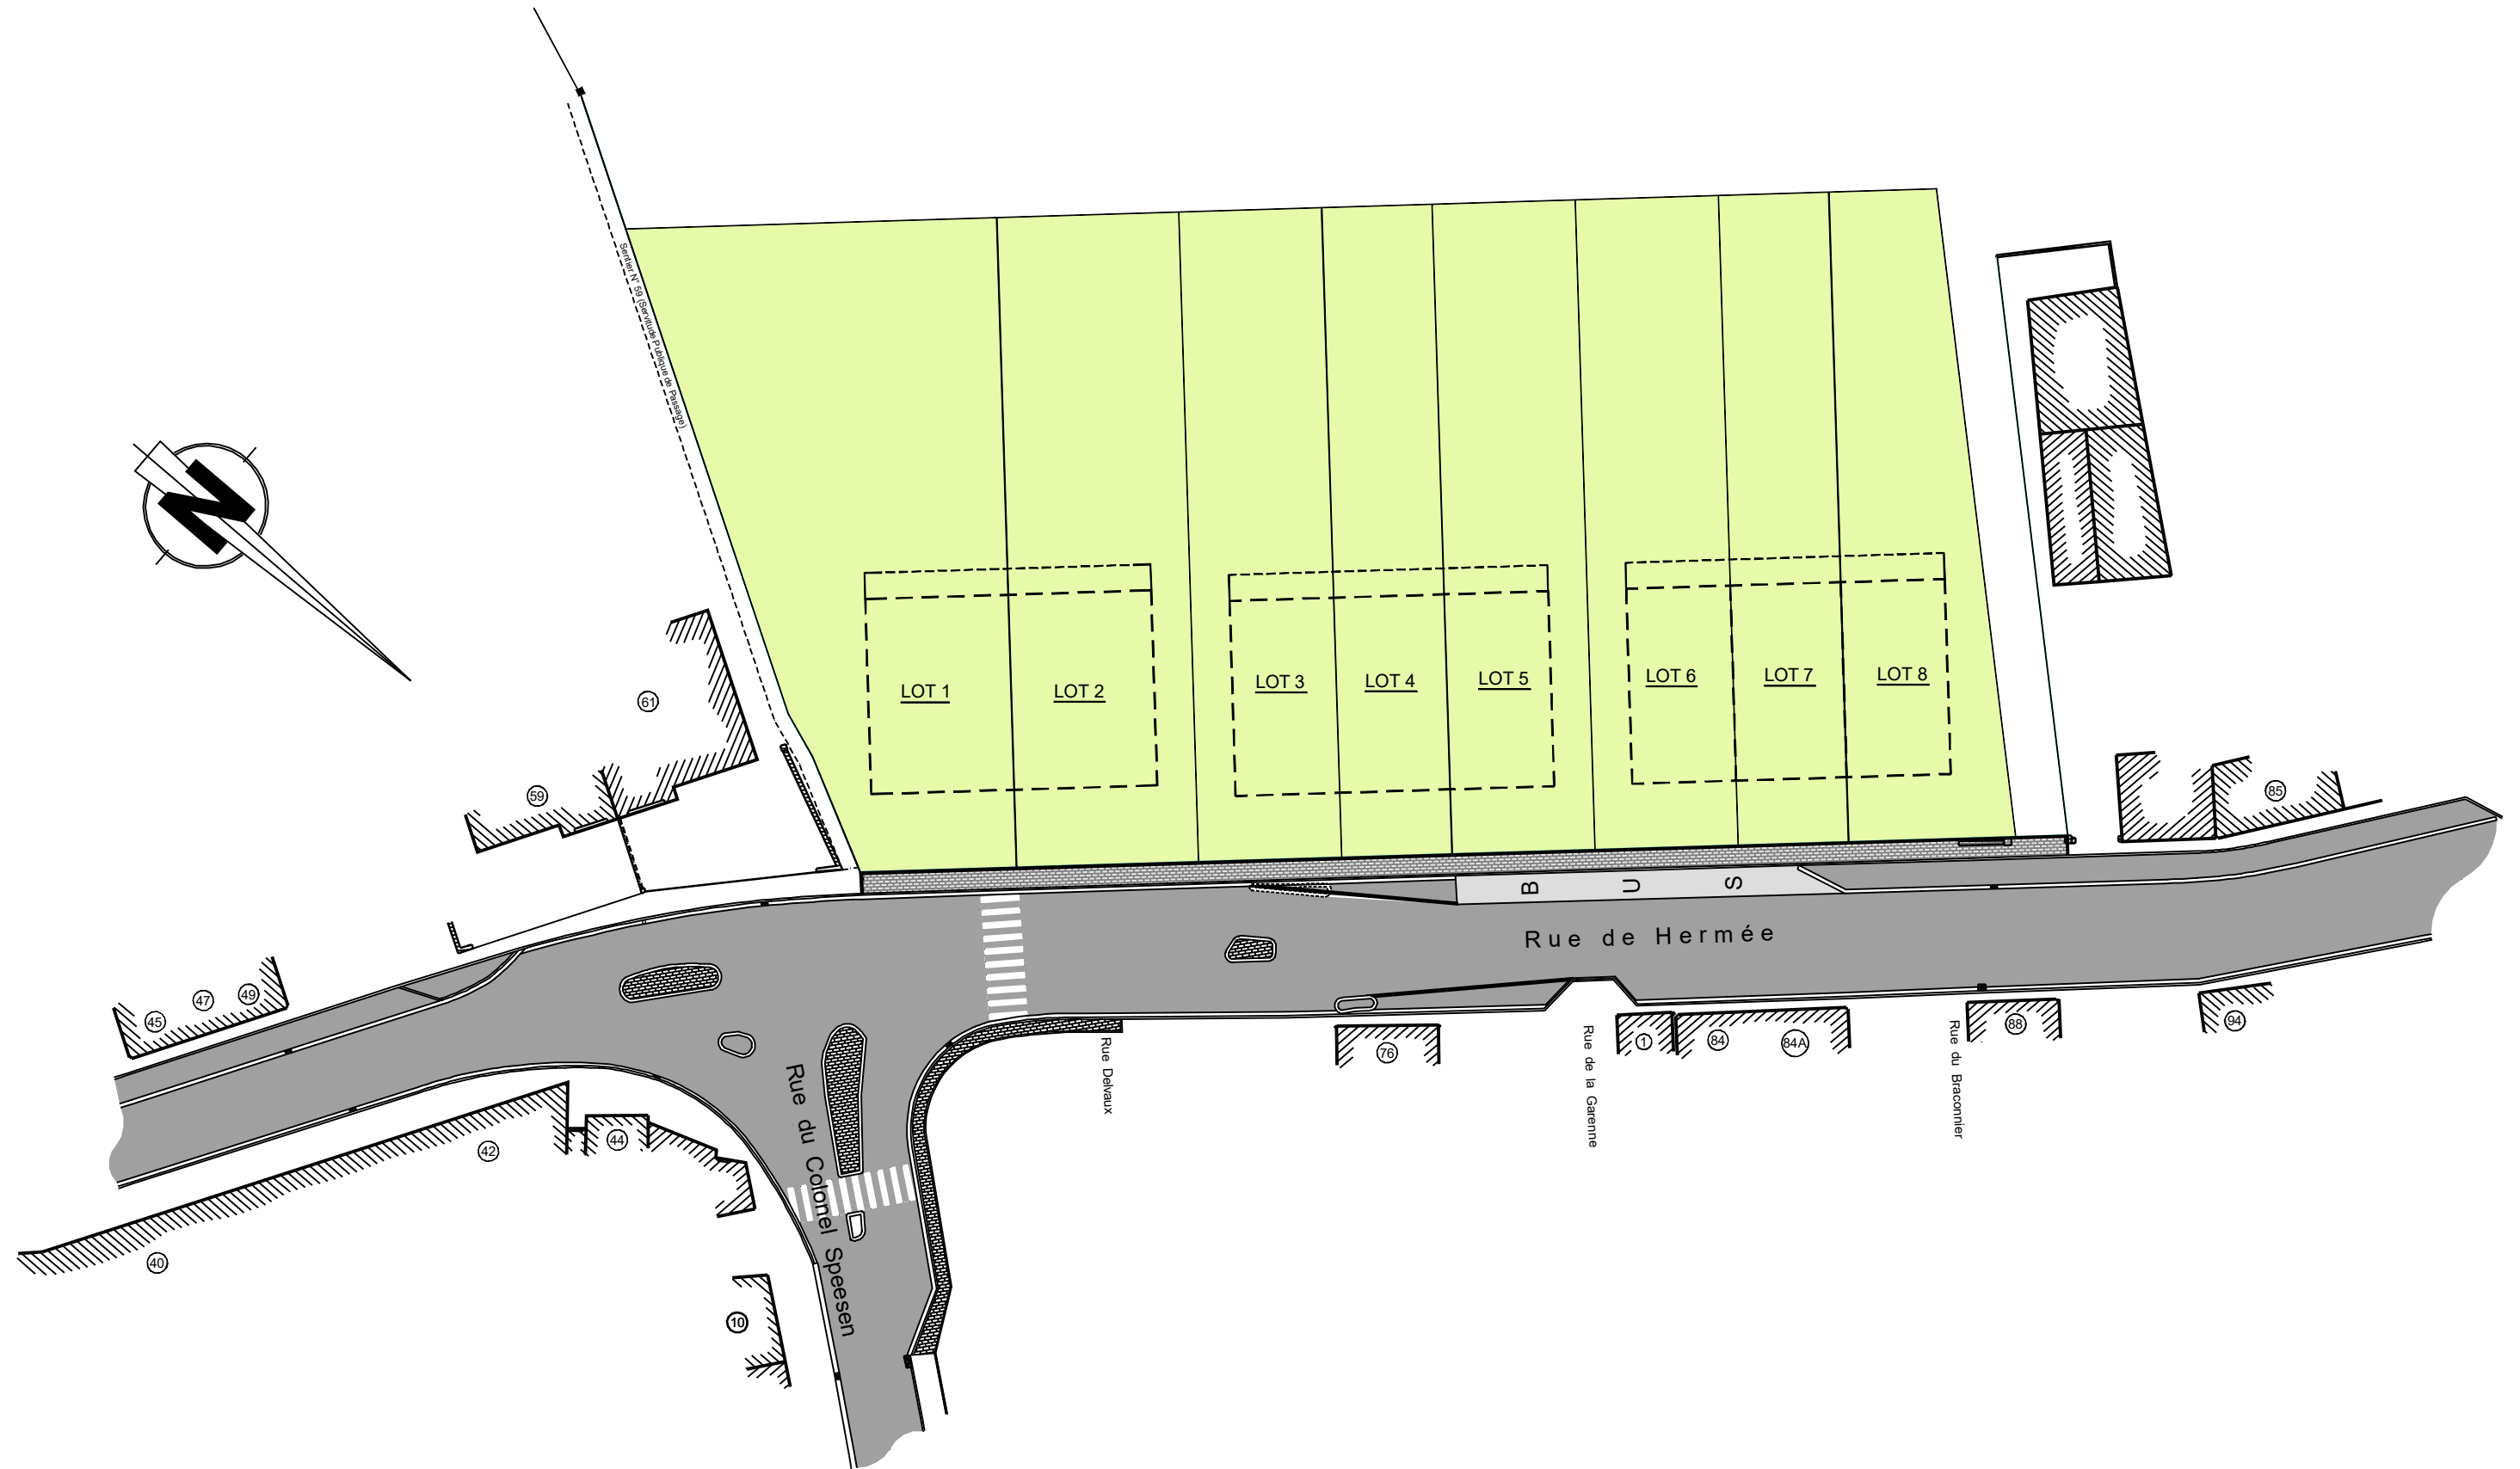 Sentier N° 59 (Servitude Publique de Passage)
N
61
59
LOT 1
LOT 2
LOT 3
LOT 4
LOT 5
LOT 6
LOT 7
LOT 8
85
BUS
Rue de Hermée
45
47
49
Rue du Colonel Speesen
Rue Delvaux
76
Rue de la Garenne
1
84
84A
Rue du Braconnier
88
94
42
44
40
10